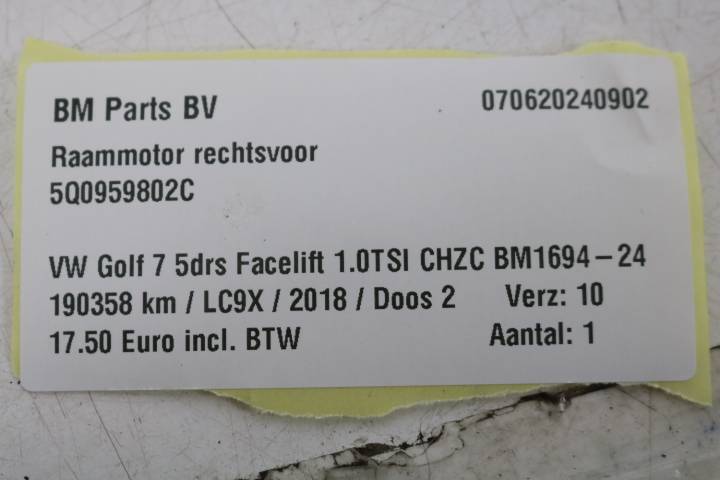 BM Parts BV 070620240902
Raammotor rechtsvoor
5Q0959802C
VW Golf 7 5drs Facelift 1.0TSI CHZC BM1694-24
190358 km / LC9X / 2018 / Doos 2 Verz: 10
17.50 Euro incl. BTW Aantal: 1